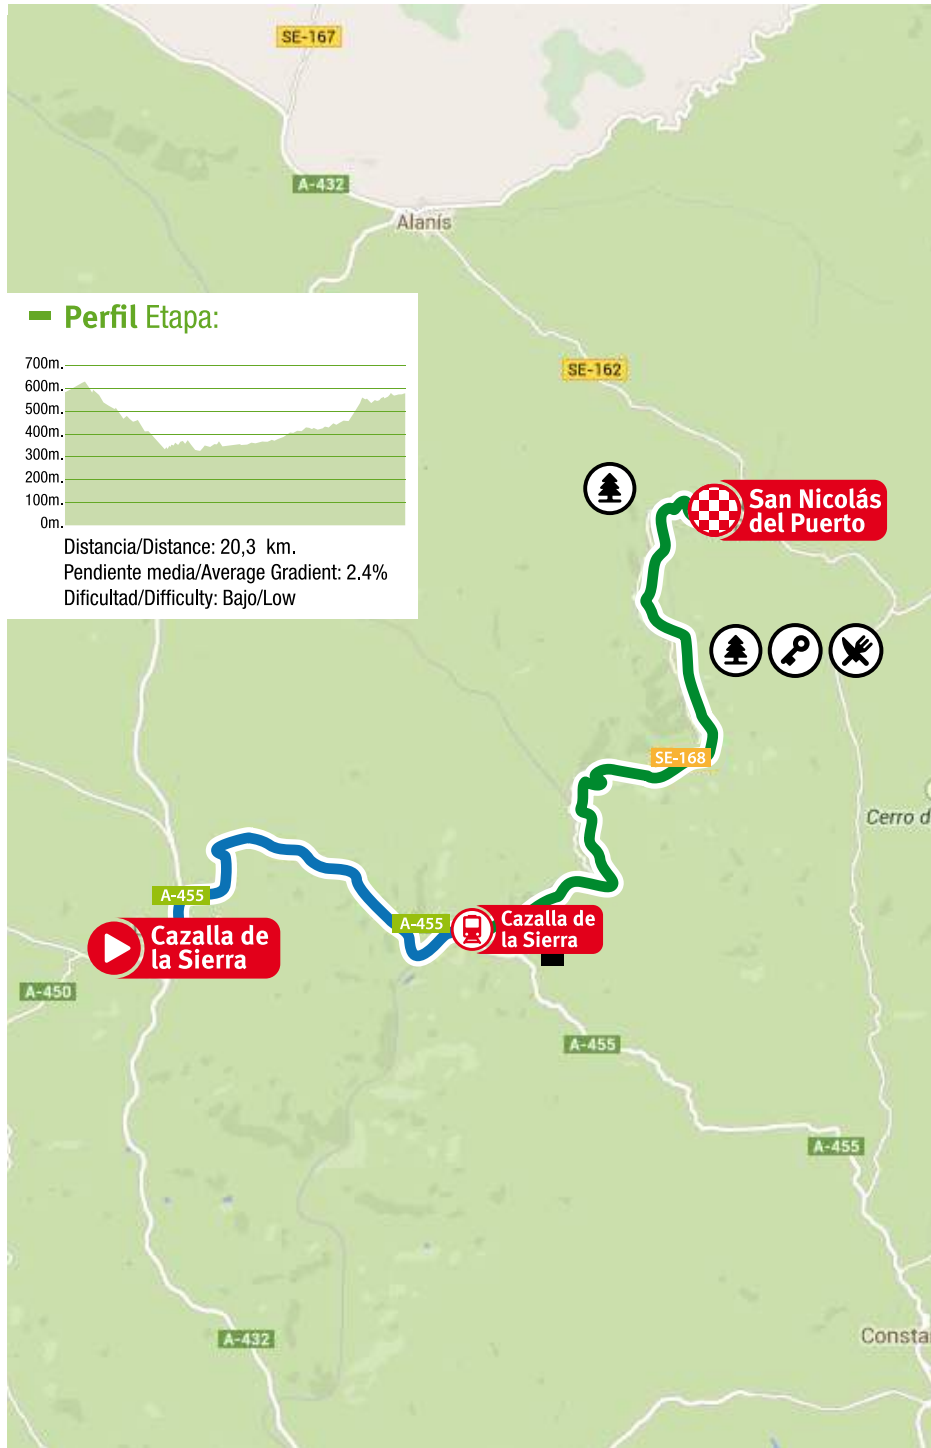 SE-167
A-432
Alanís
Perfil Etapa:
700m.
600m.
500m.
400m.
300m.
200m.
100m.
0m.
Distancia/Distance: 20,3 km.
Pendiente media/Average Gradient: 2.4%
Dificultad/Difficulty: Bajo/Low
SE-162
San Nicolás
del Puerto
SE-168
Cerro d
A-455
Cazalla de
la Sierra
A-455
Cazalla de
la Sierra
A-450
A-455
A-455
A-432
Consta